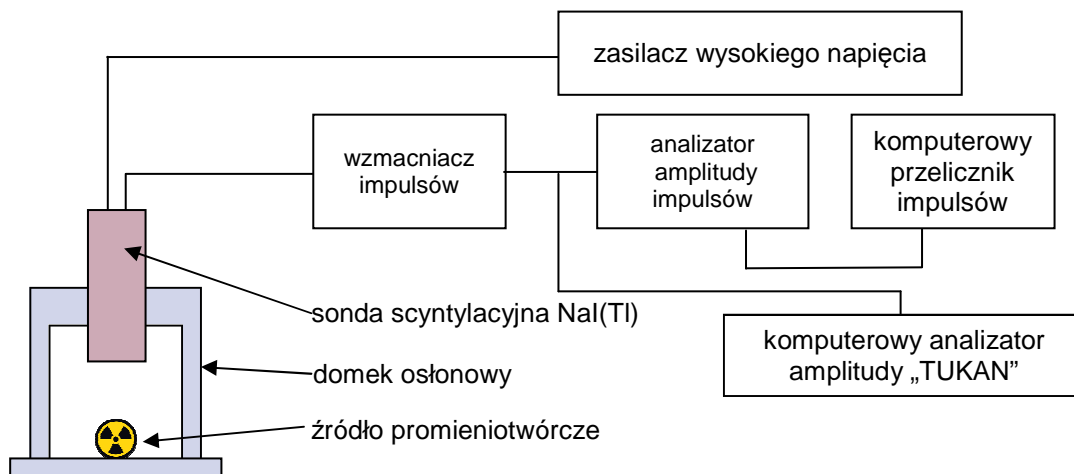 zasilacz wysokiego napięcia
wzmacniacz
impulsów
analizator
amplitudy
impulsów
komputerowy
przelicznik
impulsów
sonda scyntylacyjna NaI(Tl)
domek osłonowy
źródło promieniotwórcze
komputerowy analizator
amplitudy „TUKAN”